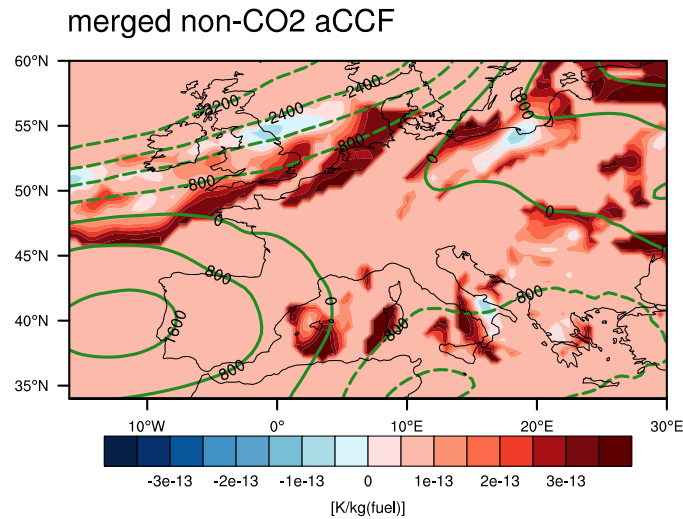 merged non-CO2 aCCF
60°N
55°N
50°N
45°N
40°N
35°N
-3200
-2400
-2400
-800
-800
800
0
0
0
800
0
800
1600
800
-800
-800
10°W
0°
10°E
20°E
30°E
-3e-13
-2e-13
-1e-13
0
1e-13
2e-13
3e-13
[K/kg(fuel)]